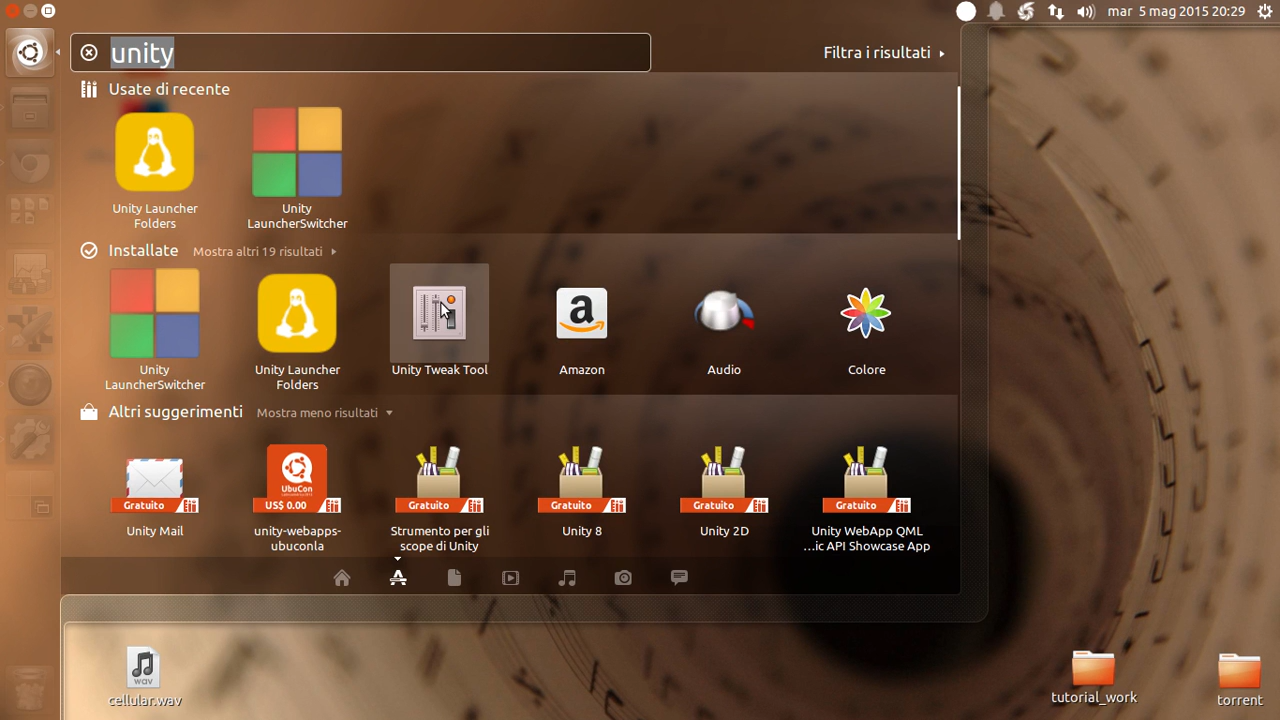 mar 5 mag 2015 20:29
unity
Filtra i risultati
Usate di recente
Unity Launcher
Folders
Unity
LauncherSwitcher
Installate Mostra altri 19 risultati
Unity
LauncherSwitcher
Unity Launcher
Folders
Unity Tweak Tool
Amazon
Audio
Colore
Altri suggerimenti Mostra meno risultati
Gratuito
Unity Mail
UbuCon
US$ 0.00
unity-webapps-
ubuconla
Gratuito
Strumento per gli
scope di Unity
Gratuito
Unity 8
Gratuito
Unity 2D
Gratuito
Unity WebApp QML
...ic API Showcase App
wav
cellular.wav
tutorial_work
torrent